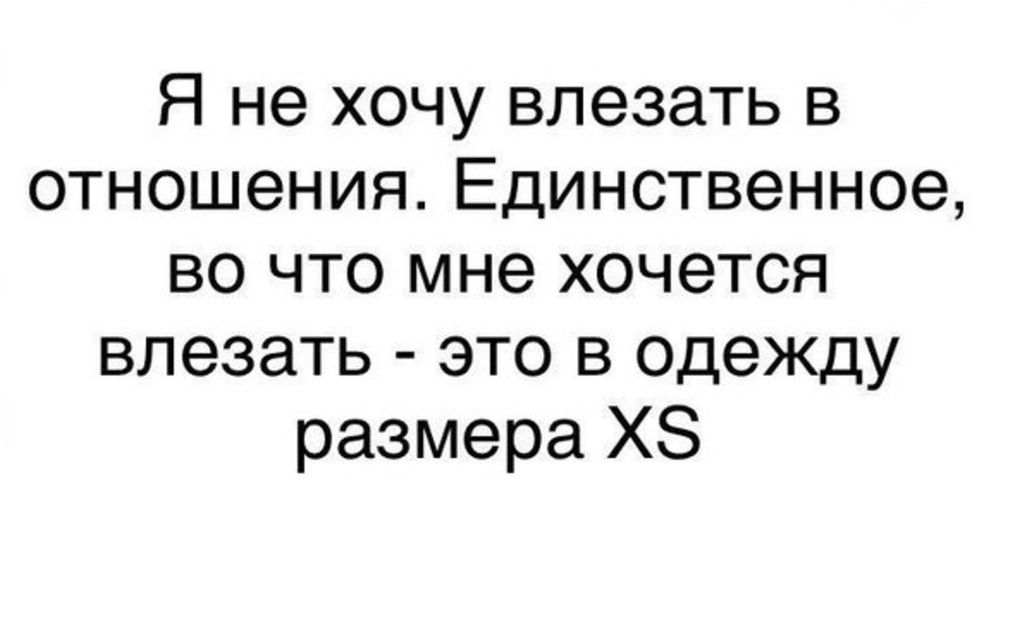 Я не хочу влезать в
отношения. Единственное,
во что мне хочется
влезать - это в одежду
размера XS